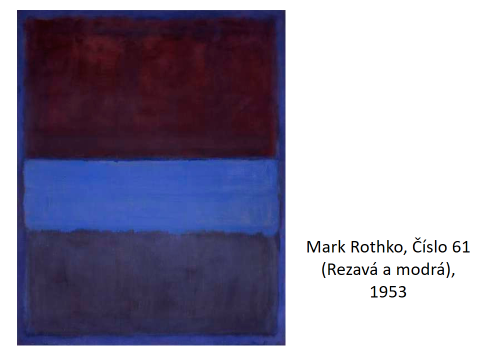 Mark Rothko, Číslo 61
(Rezavá a modrá),
1953